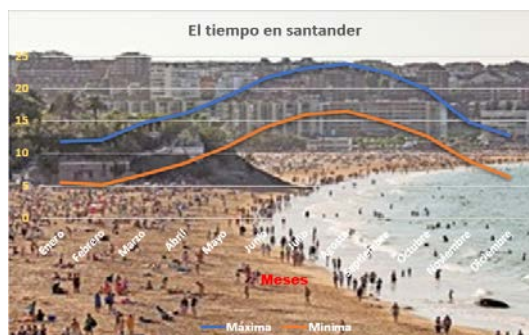 El tiempo en santander
25
20
15
10
5
0
Enero
Febrero
Marzo
Abril
Mayo
Junio
Julio
Agosto
Septiembre
Octubre
Noviembre
Diciembre
Meses
Máxima
Minima